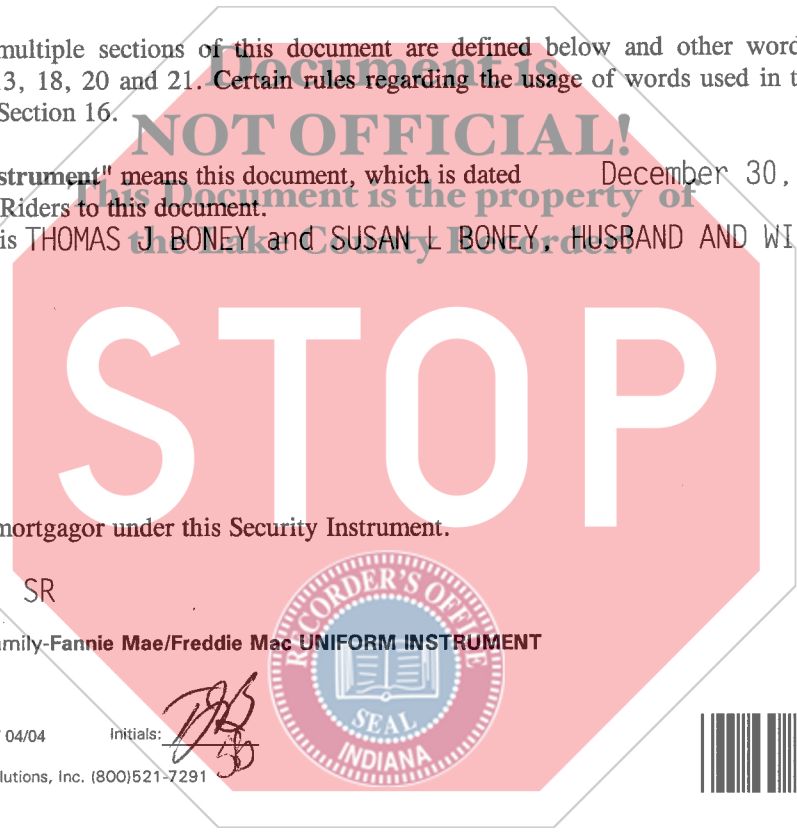 multiple sections of this document are defined below and other word
Document is
13, 18, 20 and 21. Certain rules regarding the usage of words used in t
Section 16.
NOT OFFICIAL!
strument" means this document, which is dated December 30,
This Document is the property of
Riders to this document.
is THOMAS J BONEY and SUSAN L BONEY, HUSBAND AND WI
the Lake County Recorder!
STOP
mortgagor under this Security Instrument.
SR
RECORDER'S OFFICE
amily-Fannie Mae/Freddie Mac UNIFORM INSTRUMENT
SEAL
04/04 Initials: TJB
INDIANA
SB
lutions, Inc. (800)521-7291